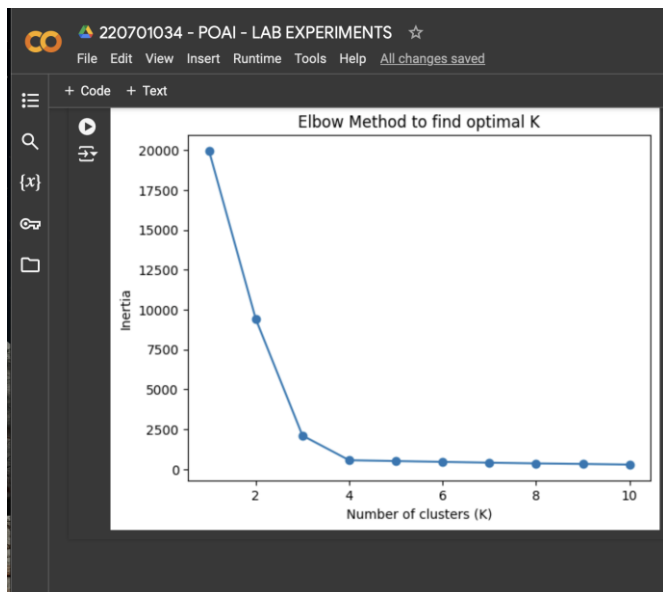 220701034 - POAI - LAB EXPERIMENTS
File Edit View Insert Runtime Tools Help All changes saved
+ Code + Text
{x}
Elbow Method to find optimal K
20000
17500
15000
12500
10000
7500
5000
2500
0
Inertia
2 4 6 8 10
Number of clusters (K)